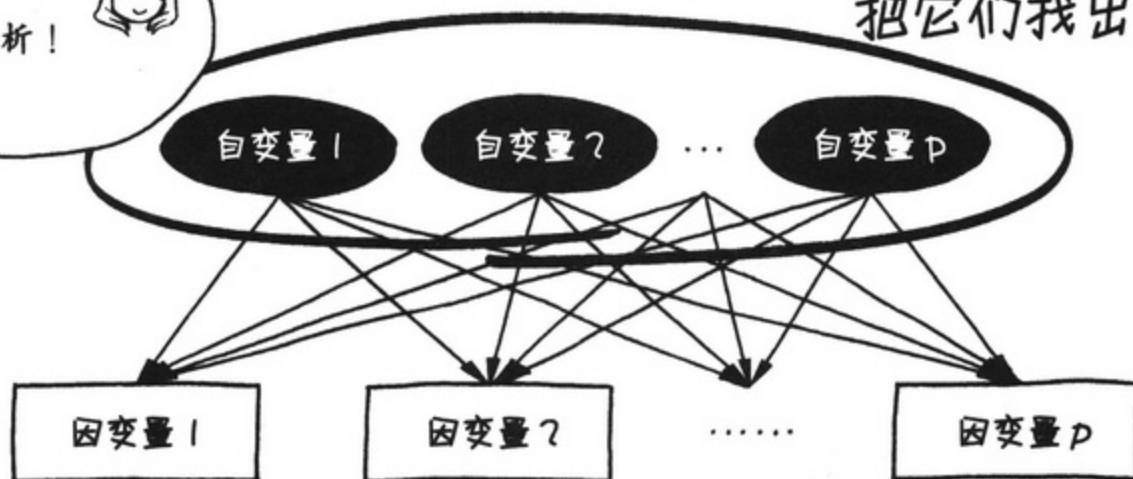 析！
把它们找出
自变量1
自变量2
...
自变量p
因变量1
因变量2
......
因变量p